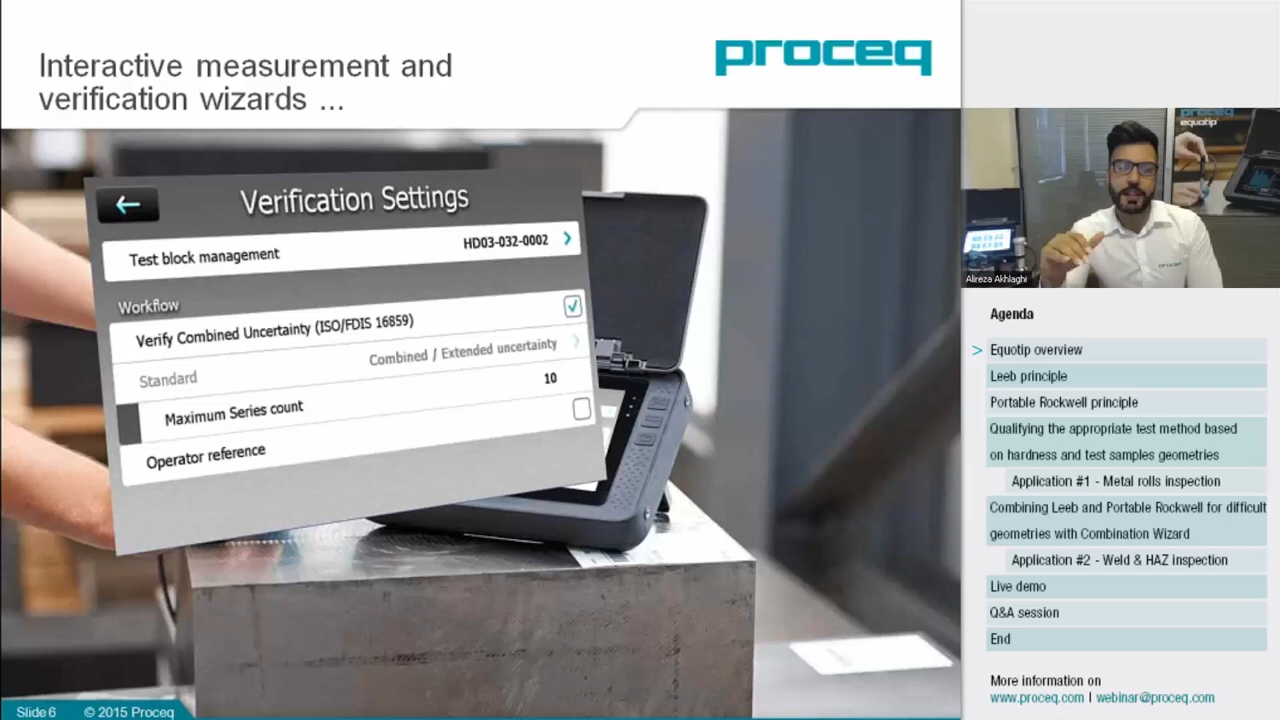 Interactive measurement and
verification wizards ...
proceq
Verification Settings
Test block management HD03-032-0002
Workflow
Verify Combined Uncertainty (ISO/FDIS 16859)
Standard Combined / Extended uncertainty
Maximum Series count 10
Operator reference
Slide 6 © 2015 Proceq
proceq
equotip
Alireza Akhlaghi
Agenda
> Equotip overview
Leeb principle
Portable Rockwell principle
Qualifying the appropriate test method based
on hardness and test samples geometries
Application #1 - Metal rolls inspection
Combining Leeb and Portable Rockwell for difficult
geometries with Combination Wizard
Application #2 - Weld & HAZ inspection
Live demo
Q&A session
End
More information on
www.proceq.com | webinar@proceq.com